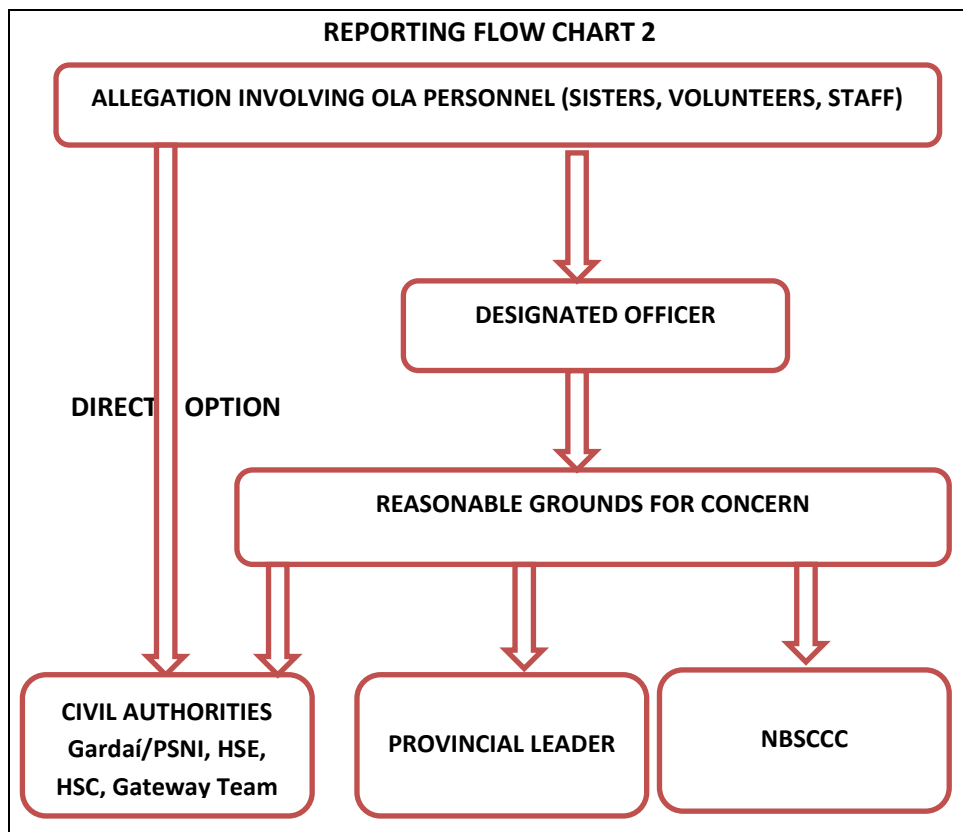 REPORTING FLOW CHART 2
ALLEGATION INVOLVING OLA PERSONNEL (SISTERS, VOLUNTEERS, STAFF)
DESIGNATED OFFICER
DIRECT OPTION
REASONABLE GROUNDS FOR CONCERN
CIVIL AUTHORITIES
Gardaí/PSNI, HSE,
HSC, Gateway Team
PROVINCIAL LEADER
NBSCCC